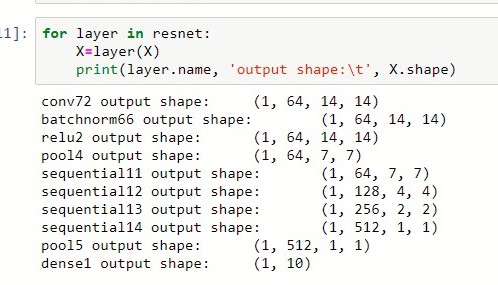 11]: for layer in resnet:
X=layer(X)
print(layer.name, 'output shape:\t', X.shape)
conv72 output shape: (1, 64, 14, 14)
batchnorm66 output shape: (1, 64, 14, 14)
relu2 output shape: (1, 64, 14, 14)
pool4 output shape: (1, 64, 7, 7)
sequential11 output shape: (1, 64, 7, 7)
sequential12 output shape: (1, 128, 4, 4)
sequential13 output shape: (1, 256, 2, 2)
sequential14 output shape: (1, 512, 1, 1)
pool5 output shape: (1, 512, 1, 1)
dense1 output shape: (1, 10)